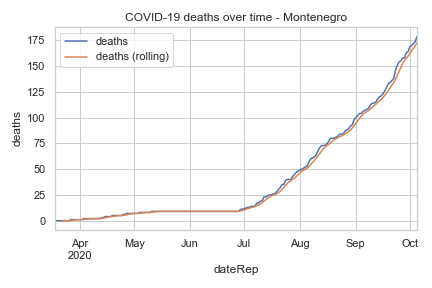 COVID-19 deaths over time - Montenegro
deaths
deaths (rolling)
175
150
125
100
75
50
25
0
deaths
Apr May Jun Jul Aug Sep Oct
2020
dateRep